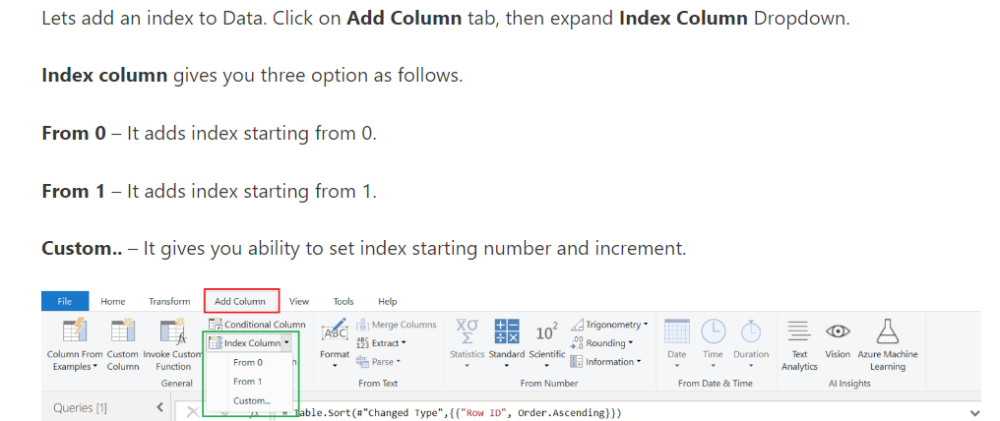 Lets add an index to Data. Click on Add Column tab, then expand Index Column Dropdown.
Index column gives you three option as follows.
From 0 – It adds index starting from 0.
From 1 – It adds index starting from 1.
Custom.. – It gives you ability to set index starting number and increment.
File Home Transform Add Column View Tools Help
Column From Examples
Custom Column
Invoke Custom Function
Conditional Column
Index Column
From 0
From 1
Custom...
General
ABC
Format
Merge Columns
ABC 123 Extract
abc Parse
From Text
XO Σ
Statistics
Standard
10²
Scientific
Trigonometry
.00 .0 Rounding
Information
From Number
Date
Time
Duration
From Date & Time
Text Analytics
Vision
Azure Machine Learning
AI Insights
Queries [1]
= Table.Sort(#"Changed Type",{{"Row ID", Order.Ascending}})